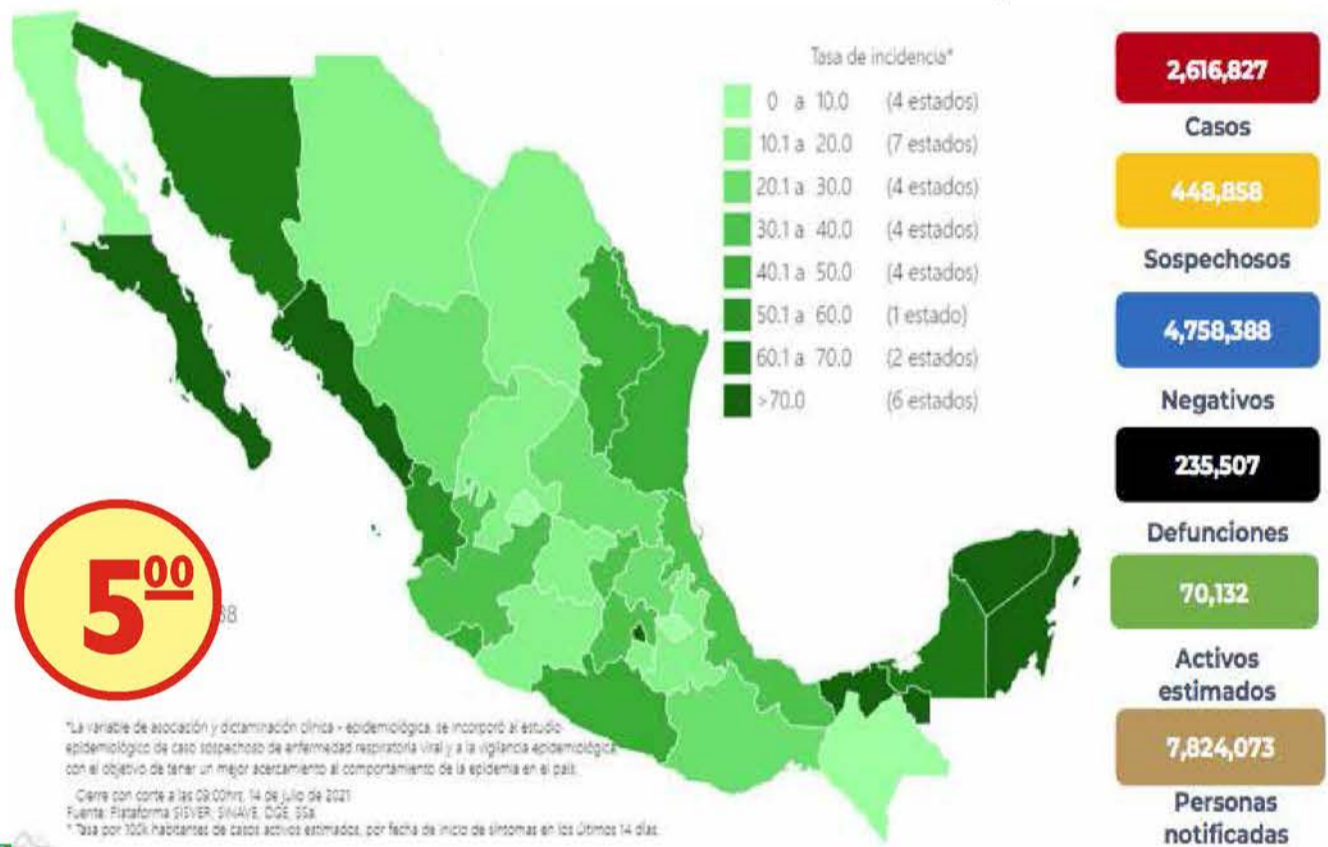 Tasa de incidencia*
0 a 10.0 (4 estados)
10.1 a 20.0 (7 estados)
20.1 a 30.0 (4 estados)
30.1 a 40.0 (4 estados)
40.1 a 50.0 (4 estados)
50.1 a 60.0 (1 estado)
60.1 a 70.0 (2 estados)
>70.0 (6 estados)
2,616,827
Casos
448,858
Sospechosos
4,758,388
Negativos
235,507
Defunciones
70,132
Activos
estimados
7,824,073
Personas
notificadas
500
38
*La variable de asociación y dictaminación clínica - epidemiológica, se incorporó al estudio
epidemiológico de caso sospechoso de enfermedad respiratoria viral y a la vigilancia epidemiológica
con el objetivo de tener un mejor acercamiento al comportamiento de la epidemia en el país.
Cierre con corte a las 09:00hrs, 14 de julio de 2021
Fuente: Plataforma SISVER, SINAVE, DGE, SSa
* Tasa por 100k habitantes de casos activos estimados, por fecha de inicio de síntomas en los últimos 14 días.